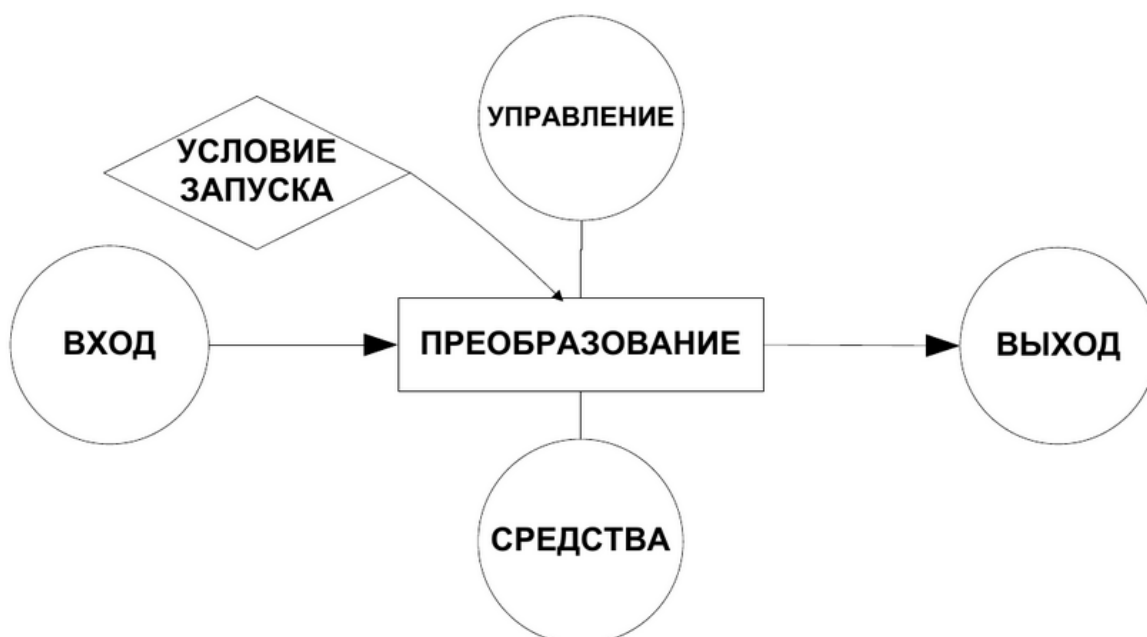 УПРАВЛЕНИЕ
УСЛОВИЕ
ЗАПУСКА
ВХОД
ПРЕОБРАЗОВАНИЕ
ВЫХОД
СРЕДСТВА